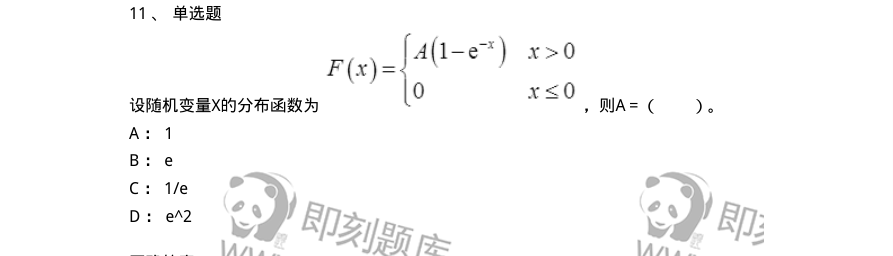 11 、 单选题
设随机变量X的分布函数为 F(x)={A(1−e^{-x}) x>0
0 x≤0 ，则A =（ ）。
A： 1
B： e
C： 1/e
D： e^2
即刻题库 即刻